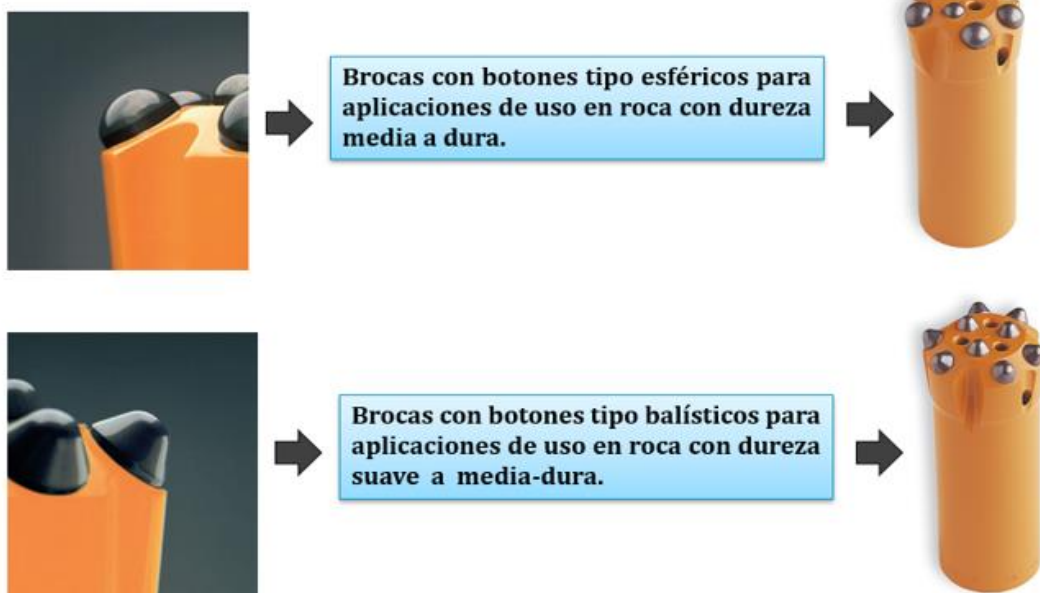 Brocas con botones tipo esféricos para
aplicaciones de uso en roca con dureza
media a dura.
Brocas con botones tipo balísticos para
aplicaciones de uso en roca con dureza
suave a media-dura.